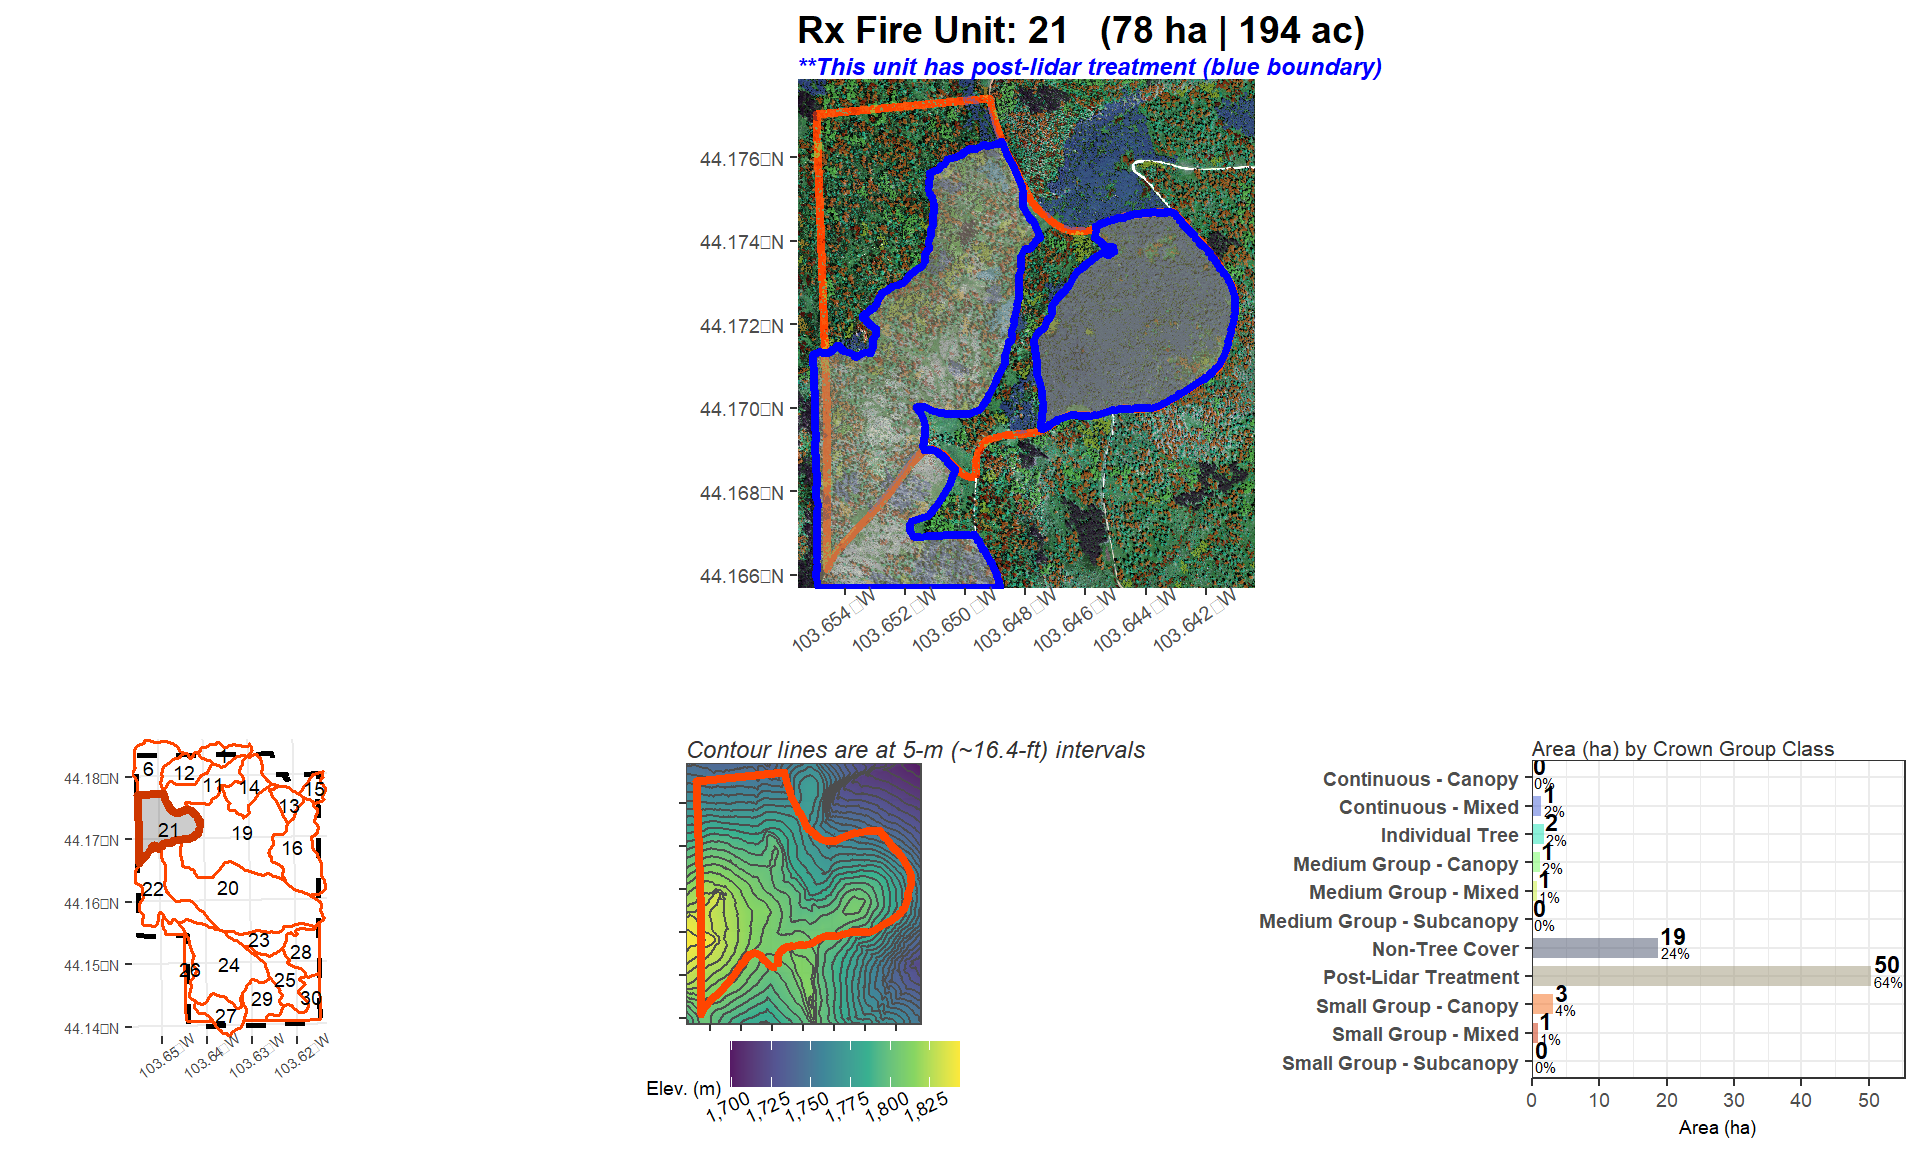 Rx Fire Unit: 21   (78 ha | 194 ac)
**This unit has post-lidar treatment (blue boundary)
44.176□N
44.174□N
44.172□N
44.170□N
44.168□N
44.166□N
103.654□W
103.652□W
103.650□W
103.648□W
103.646□W
103.644□W
103.642□W
44.18□N
44.17□N
44.16□N
44.15□N
44.14□N
6
12
1
11
14
15
13
21
19
16
22
20
23
28
26
24
25
29
30
27
103.65□W
103.64□W
103.63□W
103.62□W
Contour lines are at 5-m (~16.4-ft) intervals
Elev. (m)
1,700
1,725
1,750
1,775
1,800
1,825
Area (ha) by Crown Group Class
Continuous - Canopy
0
0%
Continuous - Mixed
1
2%
Individual Tree
2
2%
Medium Group - Canopy
1
2%
Medium Group - Mixed
1
1%
Medium Group - Subcanopy
0
0%
Non-Tree Cover
19
24%
Post-Lidar Treatment
50
64%
Small Group - Canopy
3
4%
Small Group - Mixed
1
1%
Small Group - Subcanopy
0
0%
0
10
20
30
40
50
Area (ha)